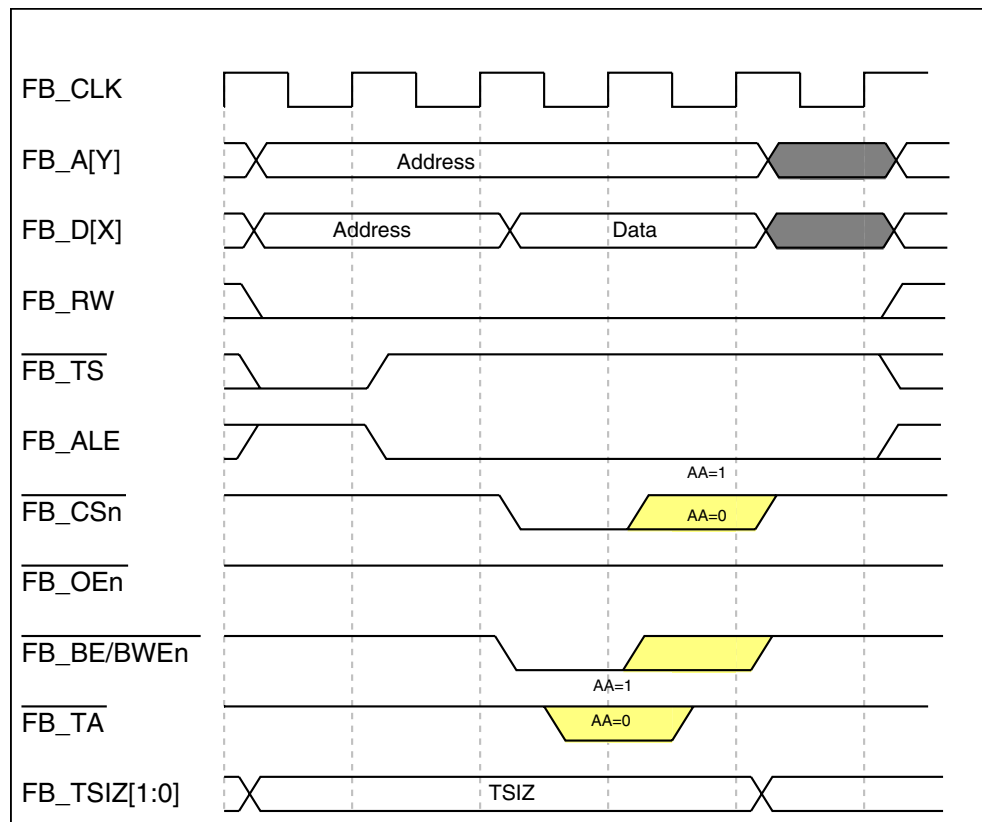 FB_CLK
FB_A[Y]
Address
FB_D[X]
Address
Data
FB_RW
FB_TS
FB_ALE
AA=1
FB_CSn
AA=0
FB_OEn
FB_BE/BWEn
AA=1
FB_TA
AA=0
FB_TSIZ[1:0]
TSIZ